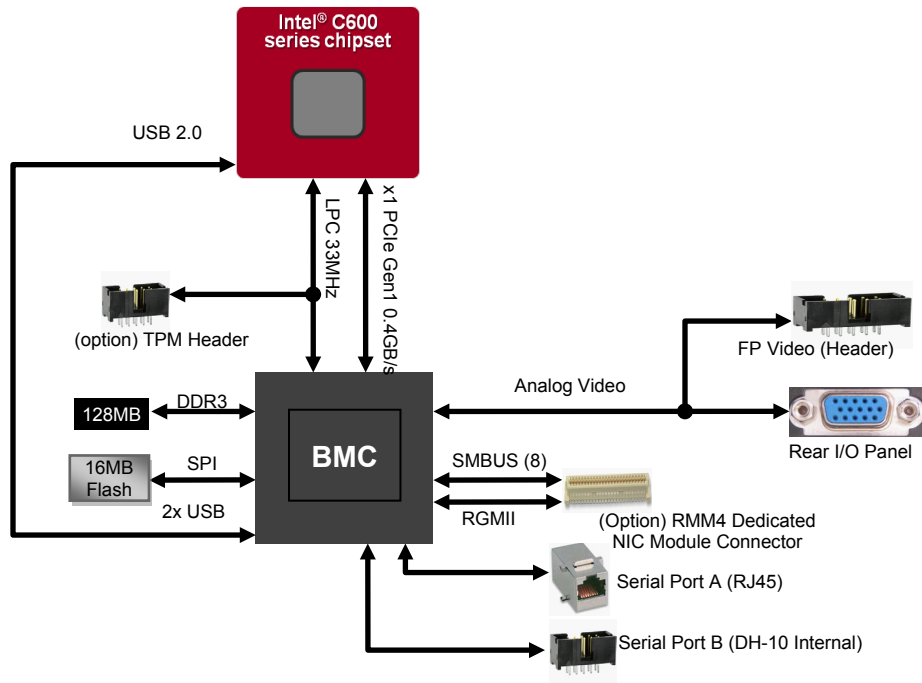 Intel® C600
series chipset
USB 2.0
LPC 33MHz
x1 PCIe Gen1 0.4GB/s
(option) TPM Header
FP Video (Header)
Analog Video
Rear I/O Panel
128MB
DDR3
BMC
16MB
Flash
SPI
2x USB
SMBUS (8)
RGMII
(Option) RMM4 Dedicated
NIC Module Connector
Serial Port A (RJ45)
Serial Port B (DH-10 Internal)